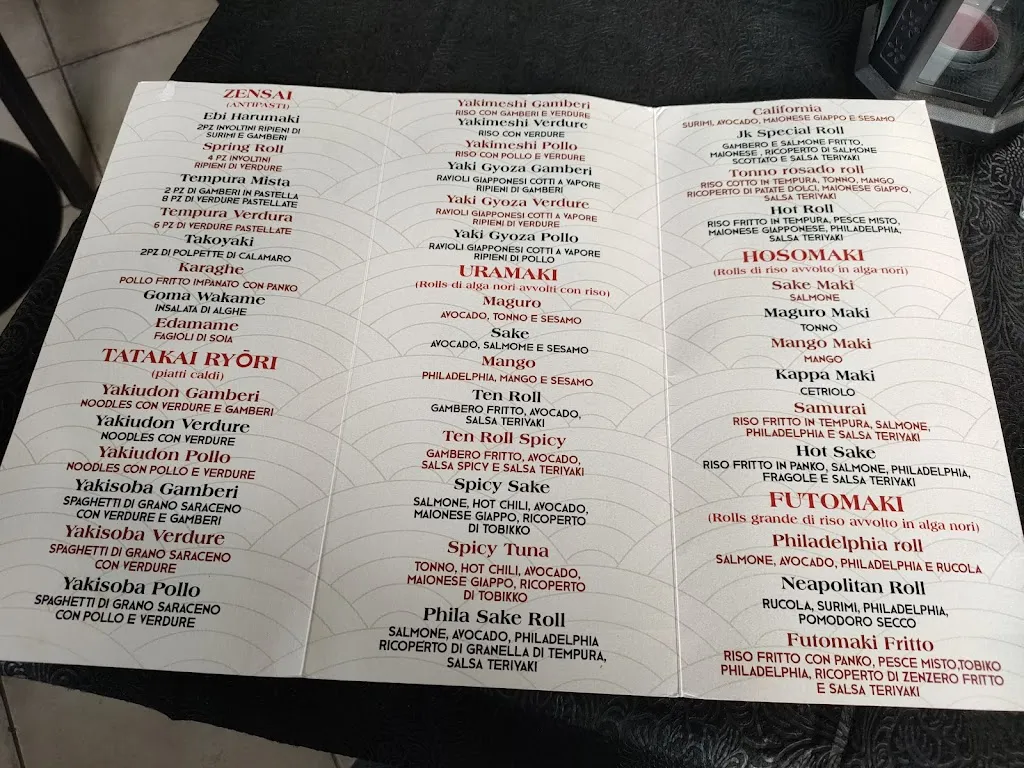 ZENSAI
(ANTIPASTI)
Ebi Harumaki
2PZ INVOLTINI RIPIENI DI
SURIMI E GAMBERI
Spring Roll
4 PZ INVOLTINI
RIPIENI DI VERDURE
Tempura Mista
2 PZ DI GAMBERI IN PASTELLA
8 PZ DI VERDURE PASTELLATE
Tempura Verdura
6 PZ DI VERDURE PASTELLATE
Takoyaki
2PZ DI POLPETTE DI CALAMARO
Karaghe
POLLO FRITTO IMPANATO CON PANKO
Goma Wakame
INSALATA DI ALGHE
Edamame
FAGIOLI DI SOIA
TATAKAI RYŌRI
(piatti caldi)
Yakiudon Gamberi
NOODLES CON VERDURE E GAMBERI
Yakiudon Verdure
NOODLES CON VERDURE
Yakiudon Pollo
NOODLES CON POLLO E VERDURE
Yakisoba Gamberi
SPAGHETTI DI GRANO SARACENO
CON VERDURE E GAMBERI
Yakisoba Verdure
SPAGHETTI DI GRANO SARACENO
CON VERDURE
Yakisoba Pollo
SPAGHETTI DI GRANO SARACENO
CON POLLO E VERDURE
Yakimeshi Gamberi
RISO CON GAMBERI E VERDURE
Yakimeshi Verdure
RISO CON VERDURE
Yakimeshi Pollo
RISO CON POLLO E VERDURE
Yaki Gyoza Gamberi
RAVIOLI GIAPPONESI COTTI A VAPORE
RIPIENI DI GAMBERI
Yaki Gyoza Verdure
RAVIOLI GIAPPONESI COTTI A VAPORE
RIPIENI DI VERDURE
Yaki Gyoza Pollo
RAVIOLI GIAPPONESI COTTI A VAPORE
RIPIENI DI POLLO
URAMAKI
(Rolls di alga nori avvolti con riso)
Maguro
AVOCADO, TONNO E SESAMO
Sake
AVOCADO, SALMOME E SESAMO
Mango
PHILADELPHIA, MANGO E SESAMO
Ten Roll
GAMBERO FRITTO, AVOCADO,
SALSA TERIYAKI
Ten Roll Spicy
GAMBERO FRITTO, AVOCADO,
SALSA SPICY E SALSA TERIYAKI
Spicy Sake
SALMONE, HOT CHILI, AVOCADO,
MAIONESE GIAPPO, RICOPERTO
DI TOBIKKO
Spicy Tuna
TONNO, HOT CHILI, AVOCADO,
MAIONESE GIAPPO, RICOPERTO
DI TOBIKKO
Phila Sake Roll
SALMONE, AVOCADO, PHILADELPHIA
RICOPERTO DI GRANELLA DI TEMPURA,
SALSA TERIYAKI
California
SURIMI, AVOCADO, MAIONESE GIAPPO E SESAMO
Jk Special Roll
GAMBERO E SALMONE FRITTO,
MAIONESE , RICOPERTO DI SALMONE
SCOTTATO E SALSA TERIYAKI
Tonno rosado roll
RISO COTTO IN TEMPURA, TONNO, MANGO
RICOPERTO DI PATATE DOLCI, MAIONESE GIAPPO,
SALSA TERIYAKI
Hot Roll
RISO FRITTO IN TEMPURA, PESCE MISTO,
MAIONESE GIAPPONESE, PHILADELPHIA,
SALSA TERIYAKI
HOSOMAKI
(Rolls di riso avvolto in alga nori)
Sake Maki
SALMONE
Maguro Maki
TONNO
Mango Maki
MANGO
Kappa Maki
CETRIOLO
Samurai
RISO FRITTO IN TEMPURA, SALMONE,
PHILADELPHIA E SALSA TERIYAKI
Hot Sake
RISO FRITTO IN PANKO, SALMONE, PHILADELPHIA,
FRAGOLE E SALSA TERIYAKI
FUTOMAKI
(Rolls grande di riso avvolto in alga nori)
Philadelphia roll
SALMONE, AVOCADO, PHILADELPHIA E RUCOLA
Neapolitan Roll
RUCOLA, SURIMI, PHILADELPHIA,
POMODORO SECCO
Futomaki Fritto
RISO FRITTO CON PANKO, PESCE MISTO,TOBIKO
PHILADELPHIA, RICOPERTO DI ZENZERO FRITTO
E SALSA TERIYAKI